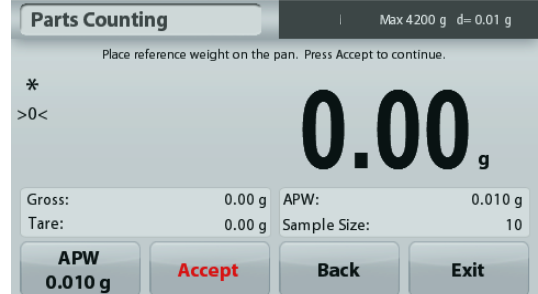 Parts Counting
Max 4200 g d= 0.01 g
Place reference weight on the pan. Press Accept to continue.
*
>0<
0.00 g
Gross: 0.00 g APW: 0.010 g
Tare: 0.00 g Sample Size: 10
APW
0.010 g
Accept
Back
Exit